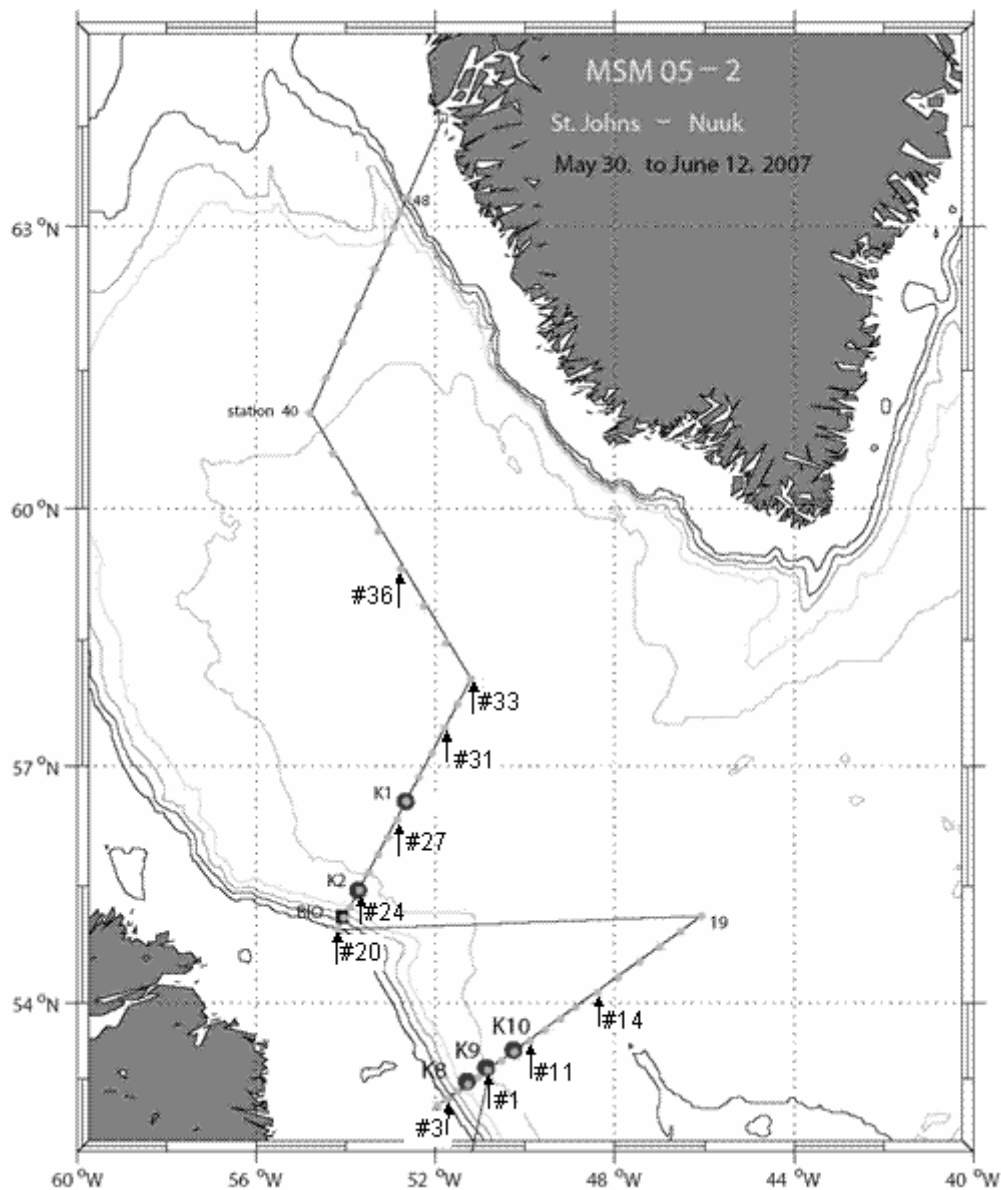 MSM 05 – 2
St. Johns – Nuuk
May 30. to June 12. 2007
48
63 °N
station 40
60 °N
#36
#33
#31
57 °N
K1
#27
K2
#24
BIO
19
#20
54 °N
#14
K10
K9
#11
K8
#1
#3
60 °W
56 °W
52 °W
48 °W
44 °W
40 °W